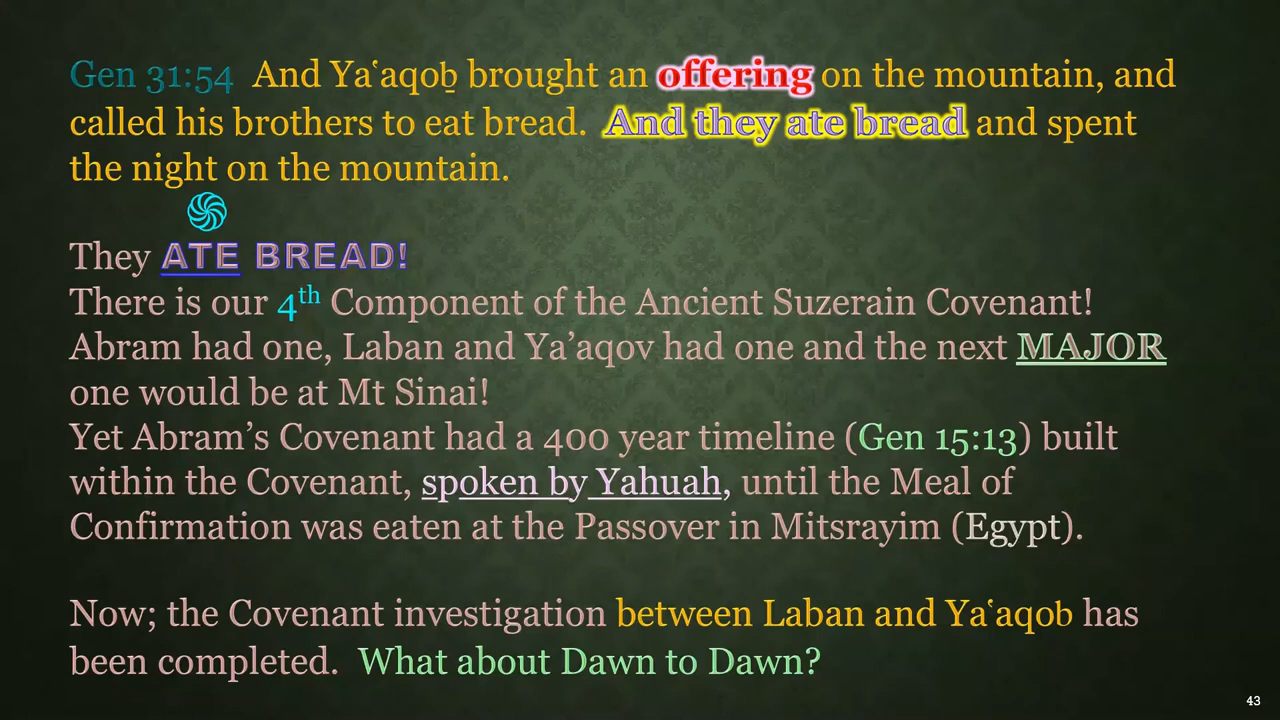 Gen 31:54  And Yaʽaqoḇ brought an offering on the mountain, and
called his brothers to eat bread.  And they ate bread and spent
the night on the mountain.
They ATE BREAD!
There is our 4th Component of the Ancient Suzerain Covenant!
Abram had one, Laban and Ya’aqov had one and the next MAJOR
one would be at Mt Sinai!
Yet Abram’s Covenant had a 400 year timeline (Gen 15:13) built
within the Covenant, spoken by Yahuah, until the Meal of
Confirmation was eaten at the Passover in Mitsrayim (Egypt).
Now; the Covenant investigation between Laban and Yaʽaqob has
been completed.  What about Dawn to Dawn?
43